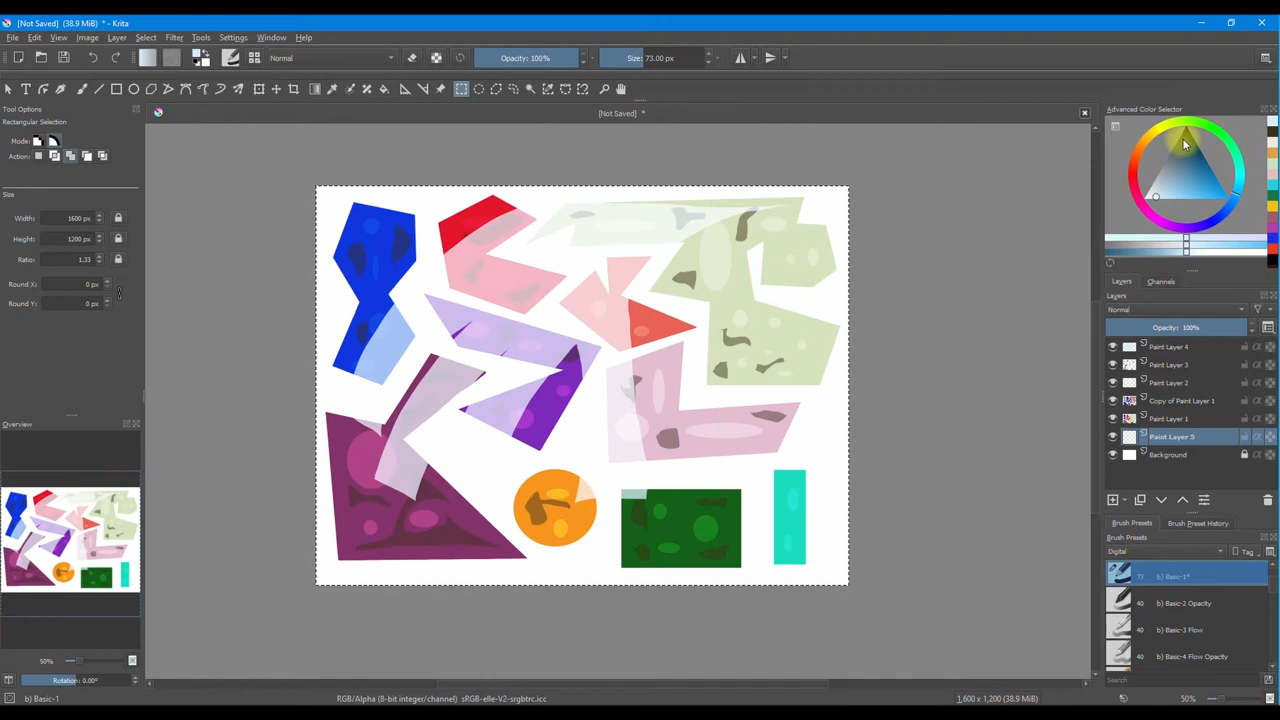 [Not Saved] (38.9 MiB) * - Krita
File Edit View Image Layer Select Filter Tools Settings Window Help
Normal
Opacity: 100%
Size: 73.00 px
Tool Options
Rectangular Selection
Mode:
Action:
Size
Width: 1600 px
Height: 1200 px
Ratio: 1.33
Round X: 0 px
Round Y: 0 px
Overview
50%
Rotation: 0.00°
b) Basic-1
[Not Saved] *
RGB/Alpha (8-bit integer/channel) sRGB-elle-V2-srgbtrc.icc
1,600 x 1,200 (38.9 MiB)
50%
Advanced Color Selector
Layers Channels
Layers
Normal
Opacity: 100%
Paint Layer 4
Paint Layer 3
Paint Layer 2
Copy of Paint Layer 1
Paint Layer 1
Paint Layer 5
Background
Brush Presets Brush Preset History
Brush Presets
Digital
Tag
73 b) Basic-1*
40 b) Basic-2 Opacity
40 b) Basic-3 Flow
40 b) Basic-4 Flow Opacity
Search